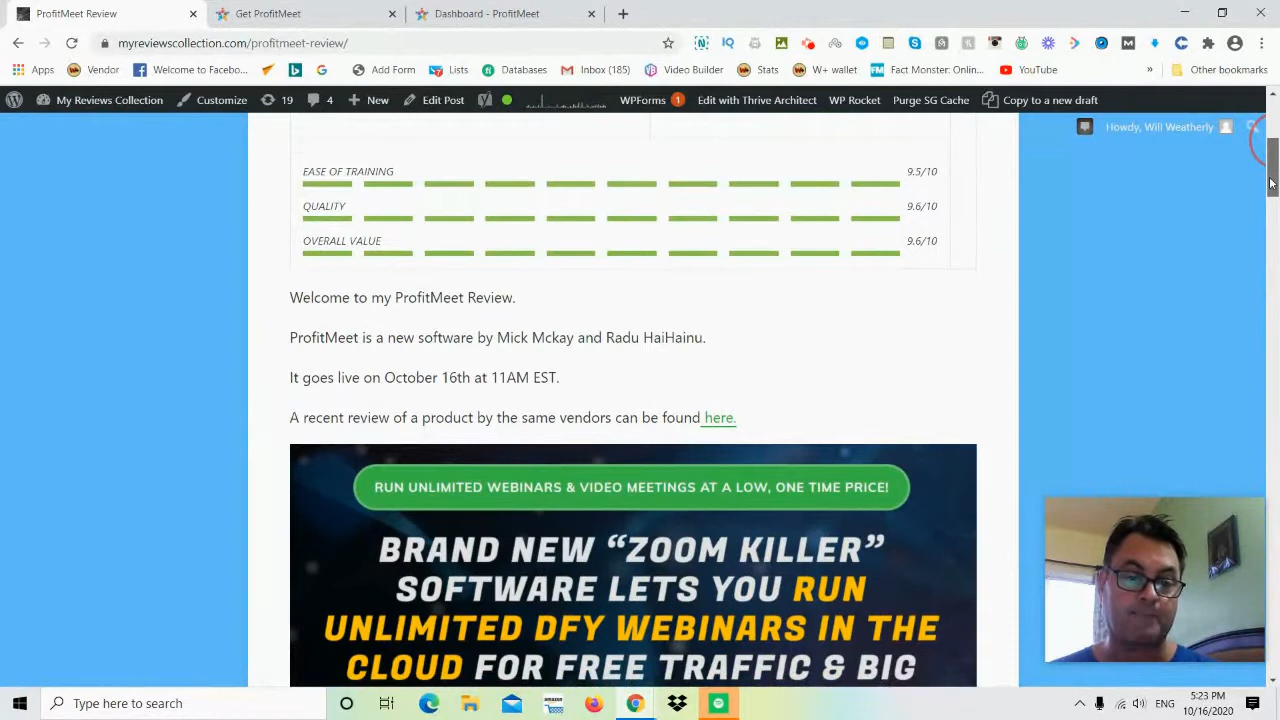 ProfitMeet Review
Get ProfitMeet
Dashboard - ProfitMeet
myreviewscollection.com/profitmeet-review/
Apps Vendor Welcome to Facebo... Add Form Lists Databases Inbox (185) Video Builder Stats W+ wallet Fact Monster: Onlin... YouTube » Other bookmarks
My Reviews Collection Customize 19 4 New Edit Post WPForms 1 Edit with Thrive Architect WP Rocket Purge SG Cache Copy to a new draft
Howdy, Will Weatherly
EASE OF TRAINING 9.5/10
QUALITY 9.6/10
OVERALL VALUE 9.6/10
Welcome to my ProfitMeet Review.
ProfitMeet is a new software by Mick Mckay and Radu HaiHainu.
It goes live on October 16th at 11AM EST.
A recent review of a product by the same vendors can be found here.
RUN UNLIMITED WEBINARS & VIDEO MEETINGS AT A LOW, ONE TIME PRICE!
BRAND NEW “ZOOM KILLER”
SOFTWARE LETS YOU RUN
UNLIMITED DFY WEBINARS IN THE
CLOUD FOR FREE TRAFFIC & BIG
Type here to search
ENG
5:23 PM
10/16/2020